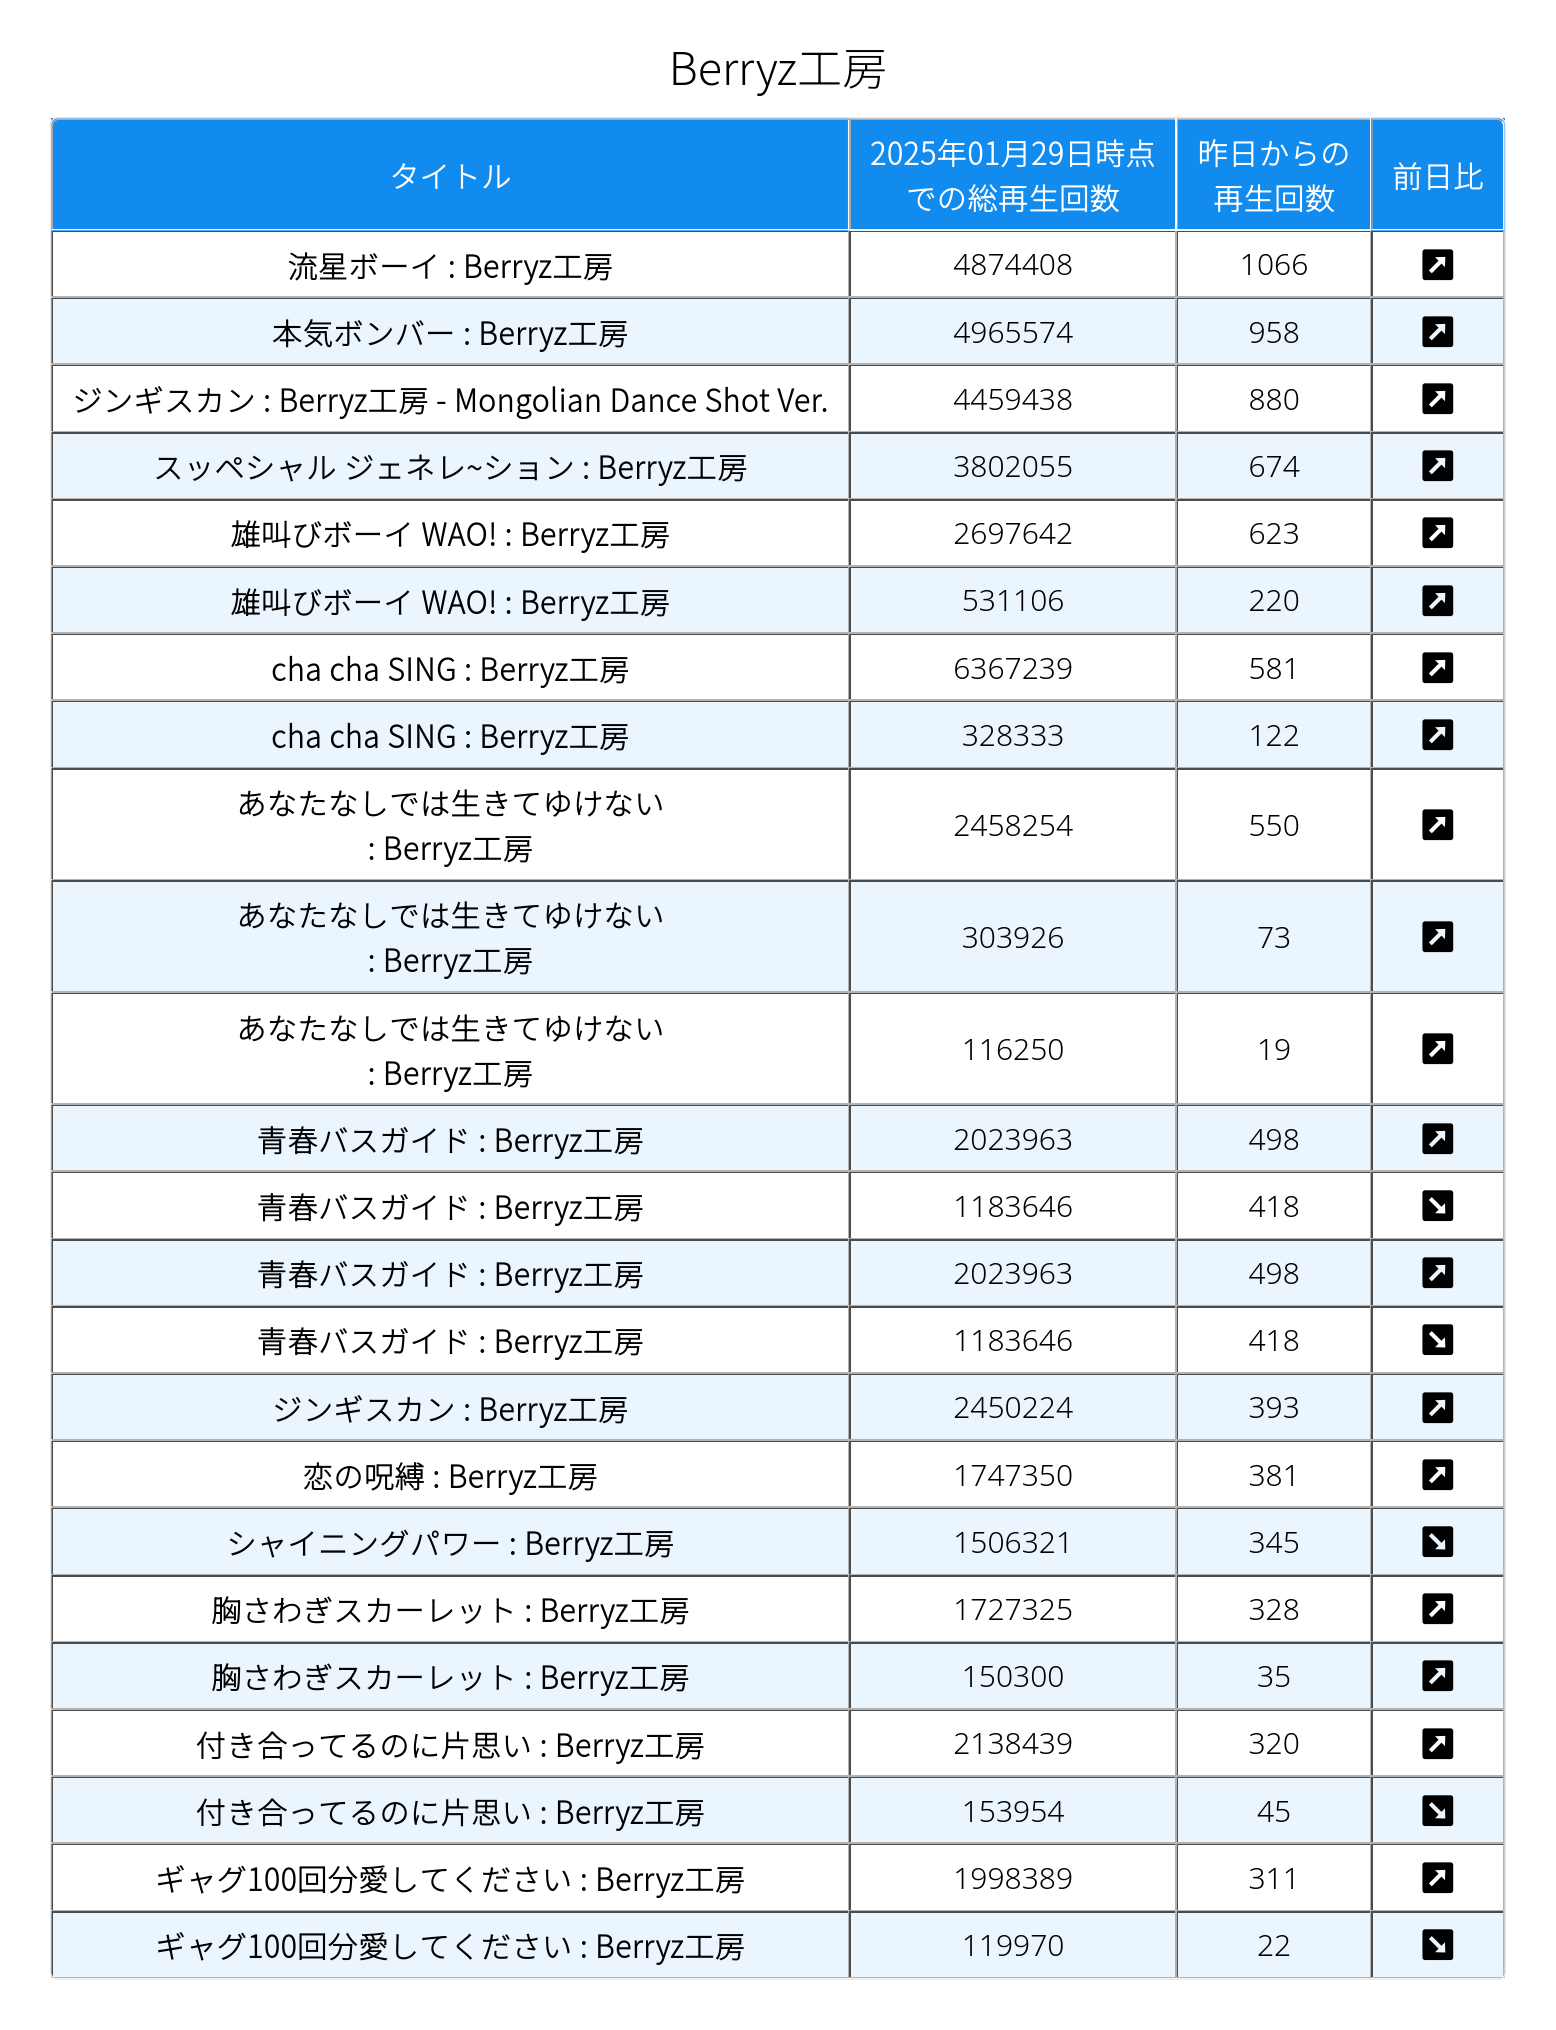 Berryz工房
タイトル 2025年01月29日時点 昨日からの 前日比
での総再生回数 再生回数
流星ボーイ : Berryz工房 4874408 1066 ↗
本気ボンバー : Berryz工房 4965574 958 ↗
ジンギスカン : Berryz工房 - Mongolian Dance Shot Ver. 4459438 880 ↗
スッペシャル ジェネレ~ション : Berryz工房 3802055 674 ↗
雄叫びボーイ WAO! : Berryz工房 2697642 623 ↗
雄叫びボーイ WAO! : Berryz工房 531106 220 ↗
cha cha SING : Berryz工房 6367239 581 ↗
cha cha SING : Berryz工房 328333 122 ↗
あなたなしでは生きてゆけない
: Berryz工房 2458254 550 ↗
あなたなしでは生きてゆけない
: Berryz工房 303926 73 ↗
あなたなしでは生きてゆけない
: Berryz工房 116250 19 ↗
青春バスガイド : Berryz工房 2023963 498 ↗
青春バスガイド : Berryz工房 1183646 418 ↘
青春バスガイド : Berryz工房 2023963 498 ↗
青春バスガイド : Berryz工房 1183646 418 ↘
ジンギスカン : Berryz工房 2450224 393 ↗
恋の呪縛 : Berryz工房 1747350 381 ↗
シャイニングパワー : Berryz工房 1506321 345 ↘
胸さわぎスカーレット : Berryz工房 1727325 328 ↗
胸さわぎスカーレット : Berryz工房 150300 35 ↗
付き合ってるのに片思い : Berryz工房 2138439 320 ↗
付き合ってるのに片思い : Berryz工房 153954 45 ↘
ギャグ100回分愛してください : Berryz工房 1998389 311 ↗
ギャグ100回分愛してください : Berryz工房 119970 22 ↘